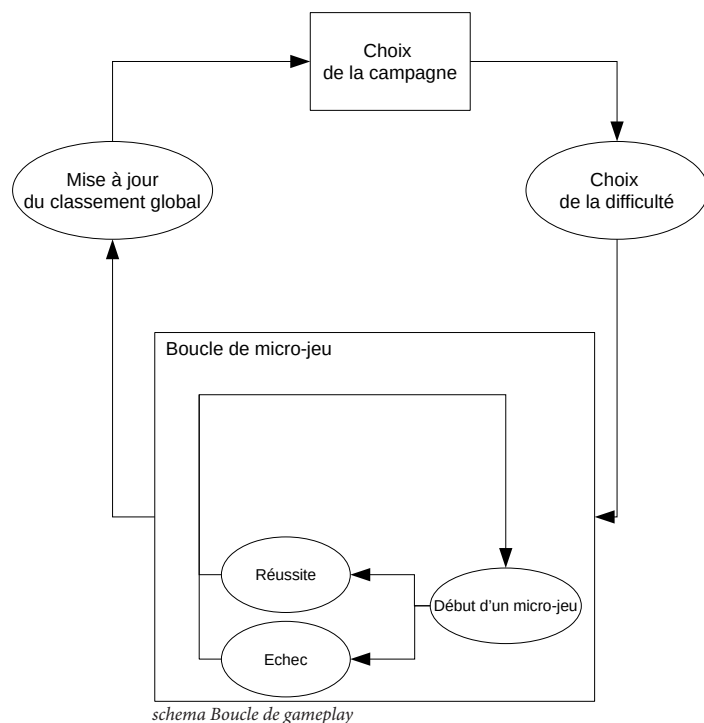 Choix
de la campagne
Mise à jour
du classement global
Choix
de la difficulté
Boucle de micro-jeu
Réussite
Début d'un micro-jeu
Echec
schema Boucle de gameplay